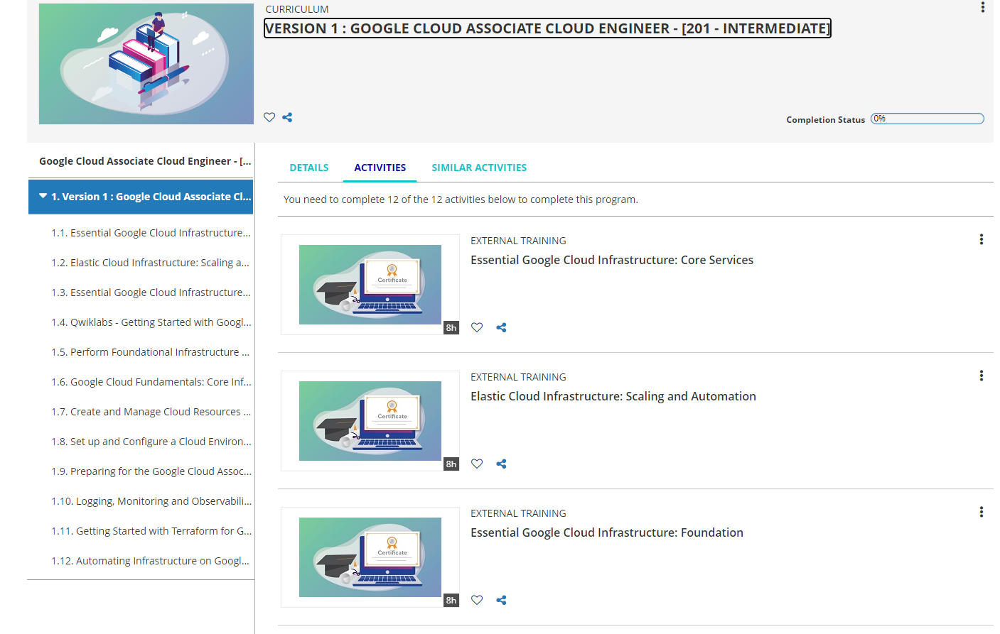 CURRICULUM
VERSION 1 : GOOGLE CLOUD ASSOCIATE CLOUD ENGINEER - [201 - INTERMEDIATE]
Completion Status 0%
Google Cloud Associate Cloud Engineer - [...
1. Version 1 : Google Cloud Associate Cl...
1.1. Essential Google Cloud Infrastructure...
1.2. Elastic Cloud Infrastructure: Scaling a...
1.3. Essential Google Cloud Infrastructure...
1.4. Qwiklabs - Getting Started with Googl...
1.5. Perform Foundational Infrastructure ...
1.6. Google Cloud Fundamentals: Core Inf...
1.7. Create and Manage Cloud Resources ...
1.8. Set up and Configure a Cloud Environ...
1.9. Preparing for the Google Cloud Assoc...
1.10. Logging, Monitoring and Observabili...
1.11. Getting Started with Terraform for G...
1.12. Automating Infrastructure on Googl...
DETAILS ACTIVITIES SIMILAR ACTIVITIES
You need to complete 12 of the 12 activities below to complete this program.
Certificate
8h
EXTERNAL TRAINING
Essential Google Cloud Infrastructure: Core Services
Certificate
8h
EXTERNAL TRAINING
Elastic Cloud Infrastructure: Scaling and Automation
Certificate
8h
EXTERNAL TRAINING
Essential Google Cloud Infrastructure: Foundation